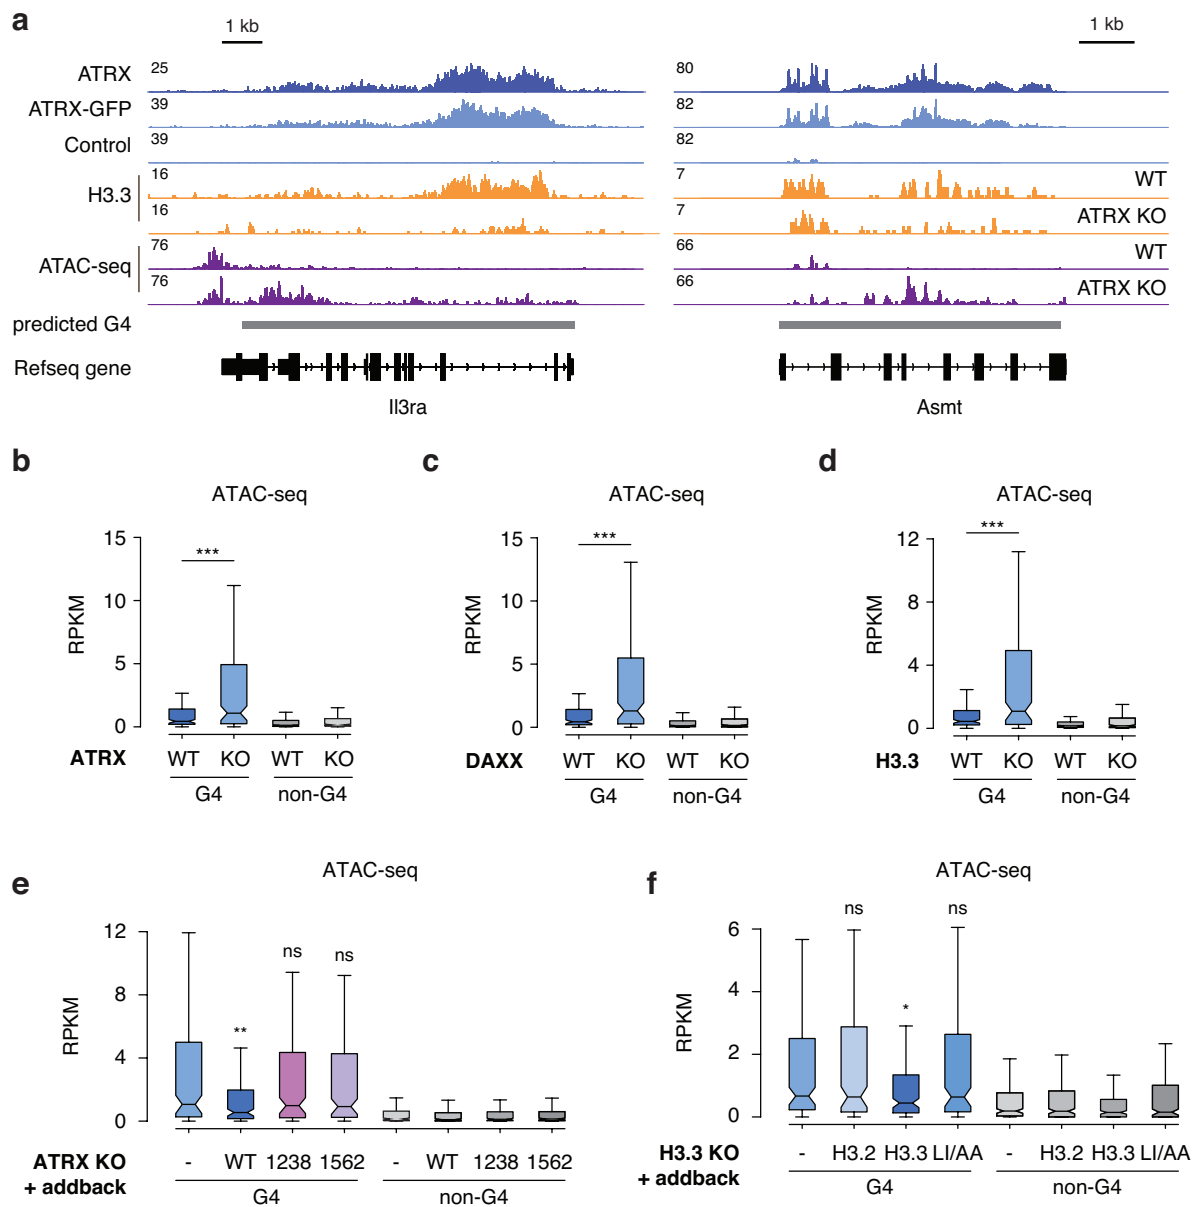 a
1 kb
1 kb
ATRX
25
80
ATRX-GFP
39
82
Control
39
82
H3.3
16
7
WT
16
7
ATRX KO
ATAC-seq
76
66
WT
76
66
ATRX KO
predicted G4
Refseq gene
Il3ra
Asmt
b
ATAC-seq
RPKM
15
10
5
0
***
ATRX
WT KO WT KO
G4 non-G4
c
ATAC-seq
RPKM
15
10
5
0
***
DAXX
WT KO WT KO
G4 non-G4
d
ATAC-seq
RPKM
12
8
4
0
***
H3.3
WT KO WT KO
G4 non-G4
e
ATAC-seq
RPKM
12
8
4
0
** ns ns
ATRX KO
+ addback
- WT 1238 1562 - WT 1238 1562
G4 non-G4
f
ATAC-seq
RPKM
6
4
2
0
ns * ns
H3.3 KO
+ addback
- H3.2 H3.3 LI/AA - H3.2 H3.3 LI/AA
G4 non-G4